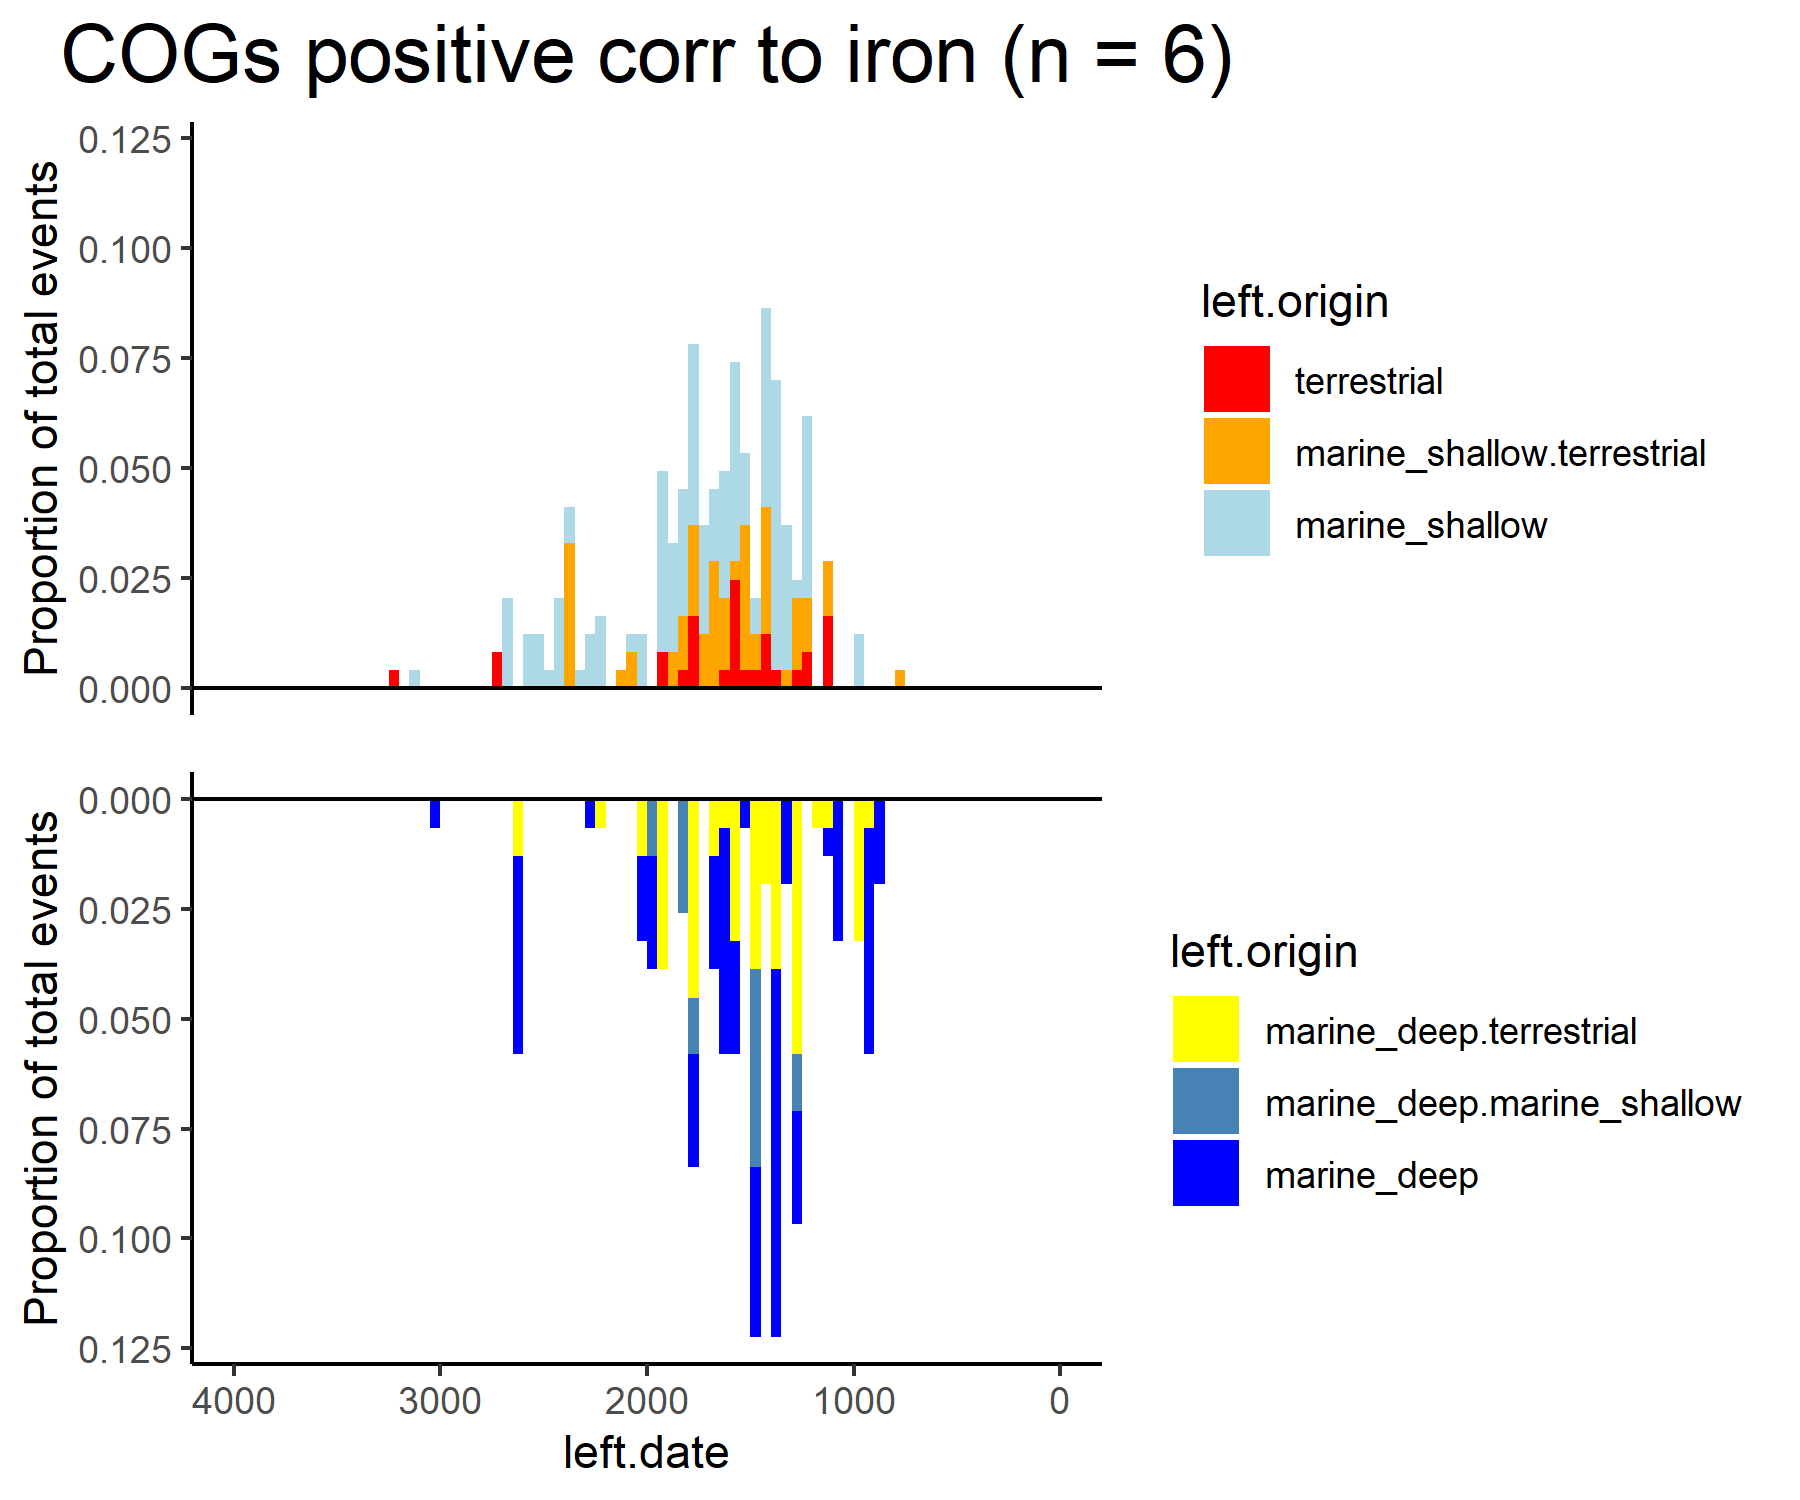 COGs positive corr to iron (n = 6)
Proportion of total events
0.125
0.100
0.075
0.050
0.025
0.000
left.origin
terrestrial
marine_shallow.terrestrial
marine_shallow
Proportion of total events
0.000
0.025
0.050
0.075
0.100
0.125
4000 3000 2000 1000 0
left.date
left.origin
marine_deep.terrestrial
marine_deep.marine_shallow
marine_deep